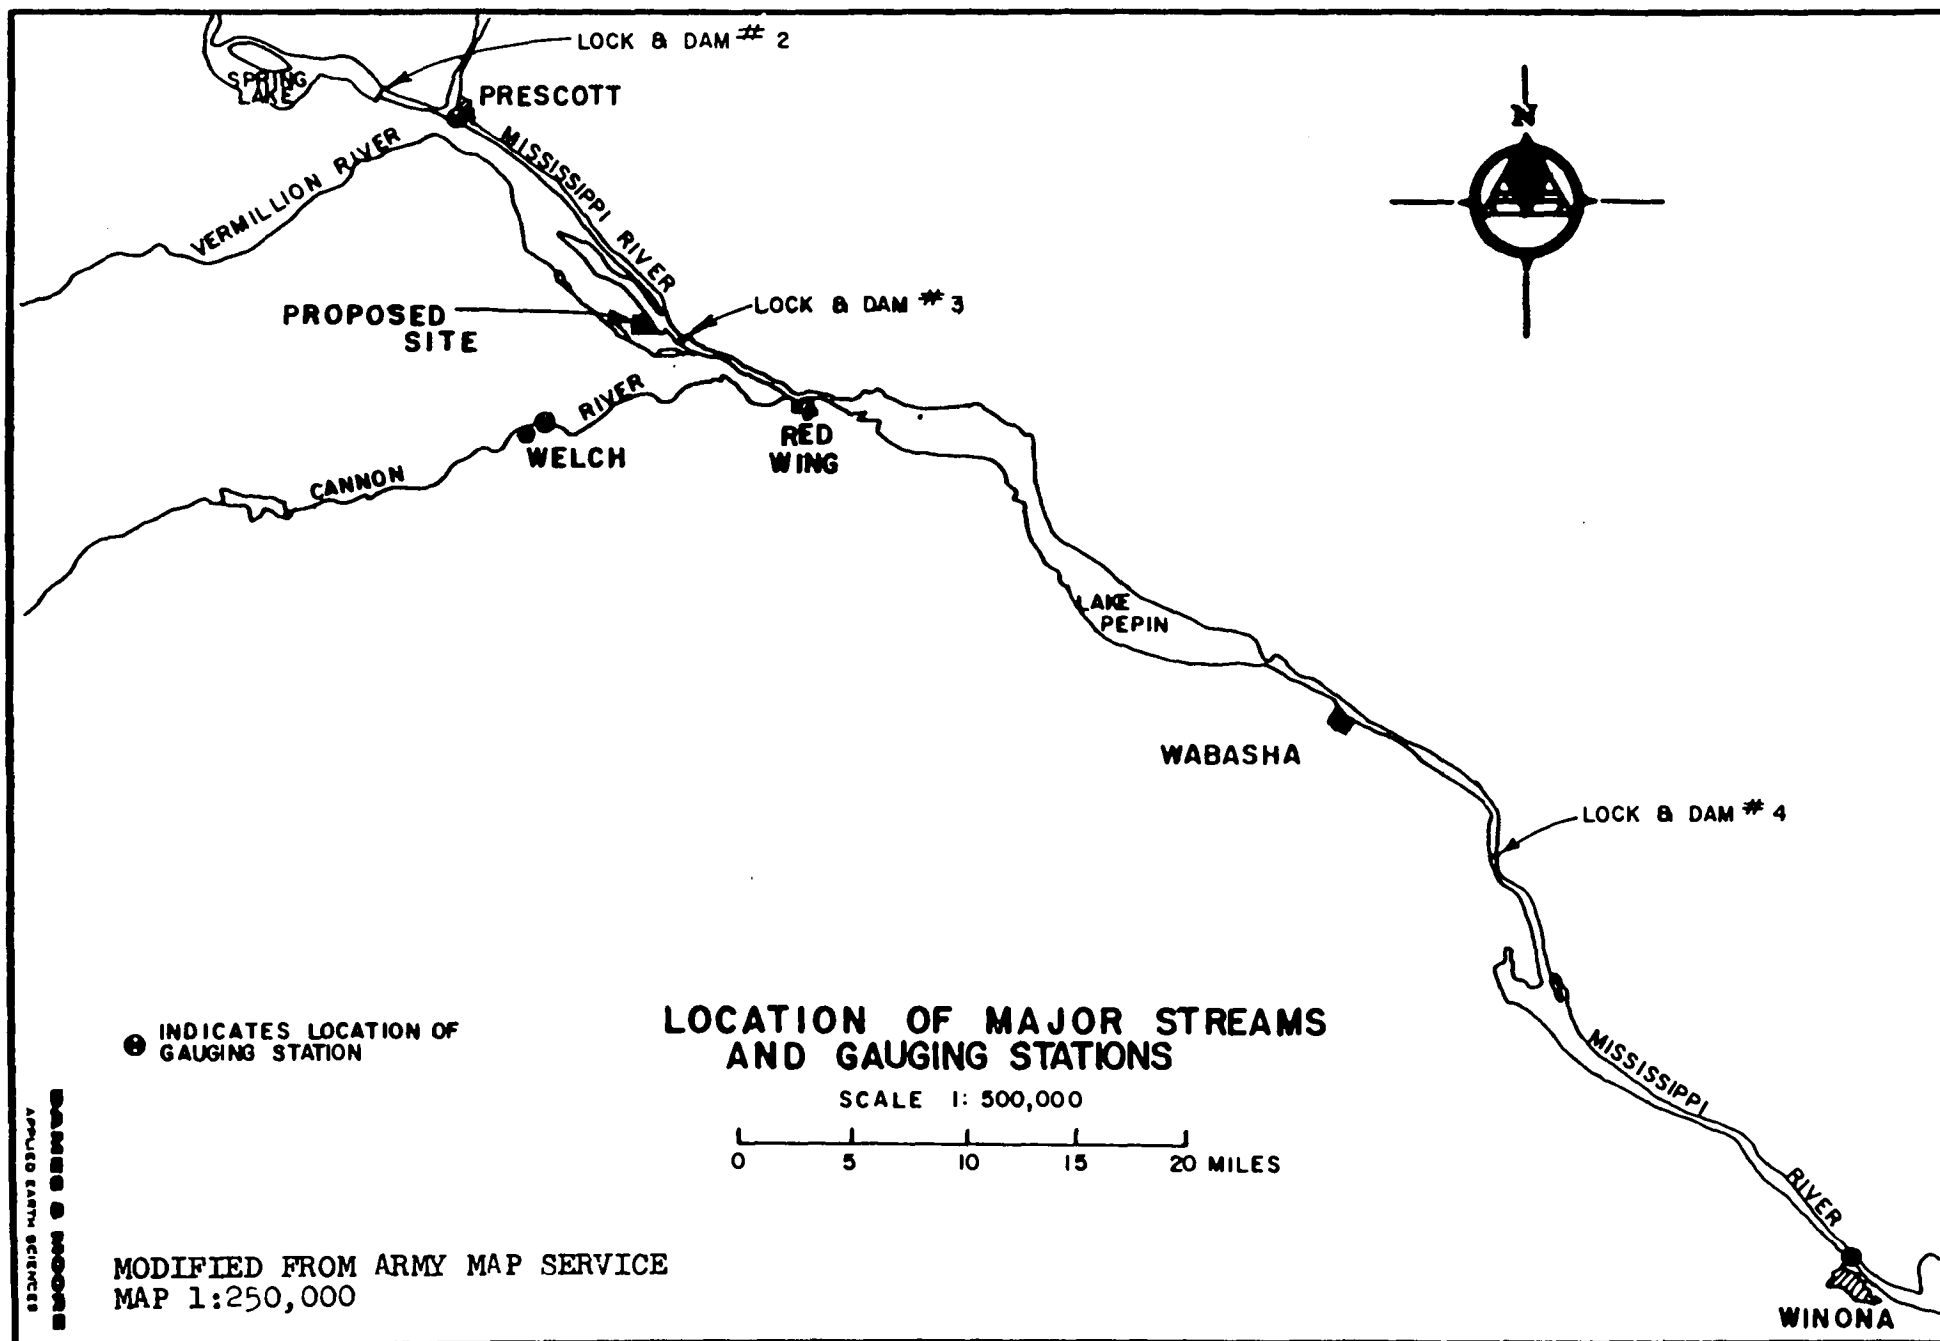 LOCK & DAM # 2
SPRING
LAKE
PRESCOTT
MISSISSIPPI RIVER
VERMILLION RIVER
N
PROPOSED
SITE
LOCK & DAM # 3
CANNON RIVER
WELCH
RED
WING
LAKE
PEPIN
WABASHA
LOCK & DAM # 4
INDICATES LOCATION OF
GAUGING STATION
LOCATION OF MAJOR STREAMS
AND GAUGING STATIONS
SCALE 1: 500,000
0 5 10 15 20 MILES
MISSISSIPPI RIVER
WINONA
MODIFIED FROM ARMY MAP SERVICE
MAP 1:250,000
DAMES & MOORE
APPLIED EARTH SCIENCES